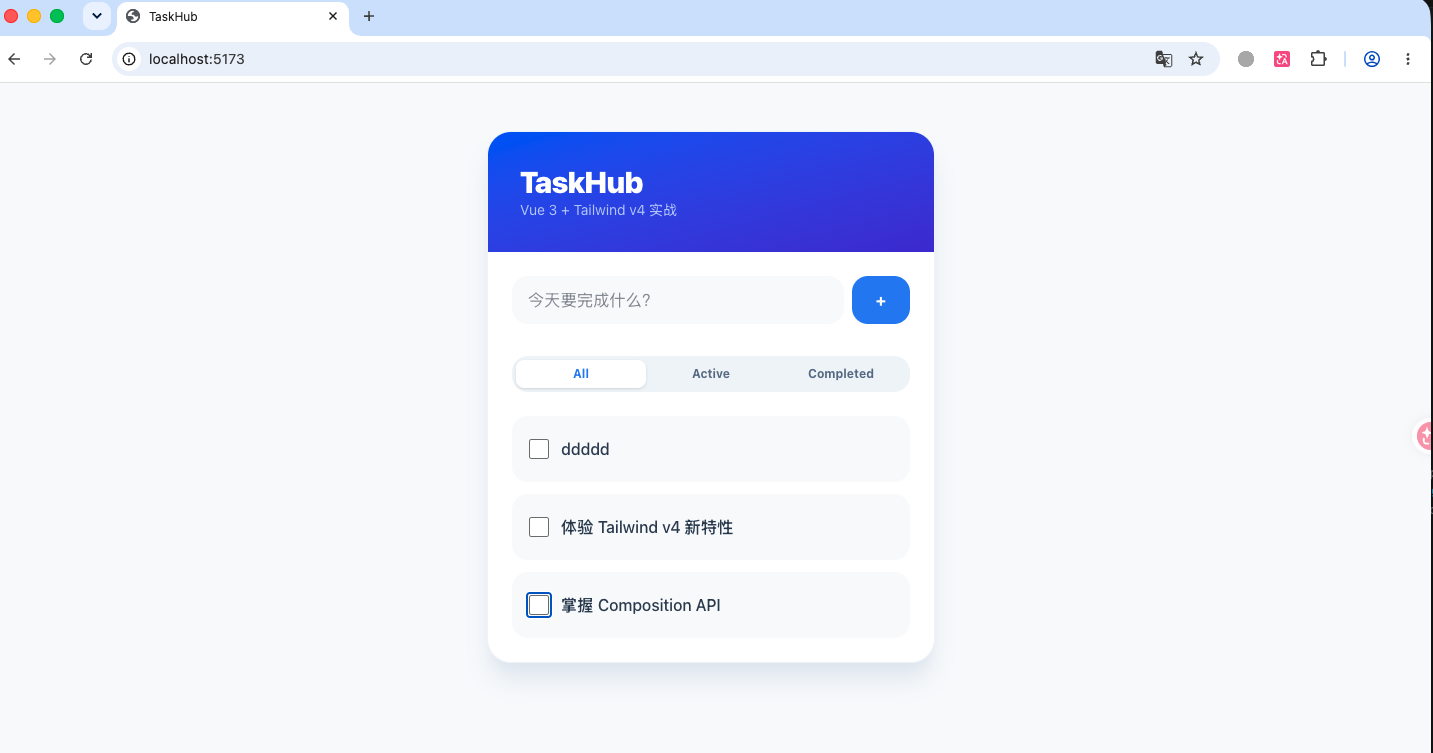 TaskHub
localhost:5173
TaskHub
Vue 3 + Tailwind v4 实战
今天要完成什么?
+
All
Active
Completed
ddddd
体验 Tailwind v4 新特性
掌握 Composition API